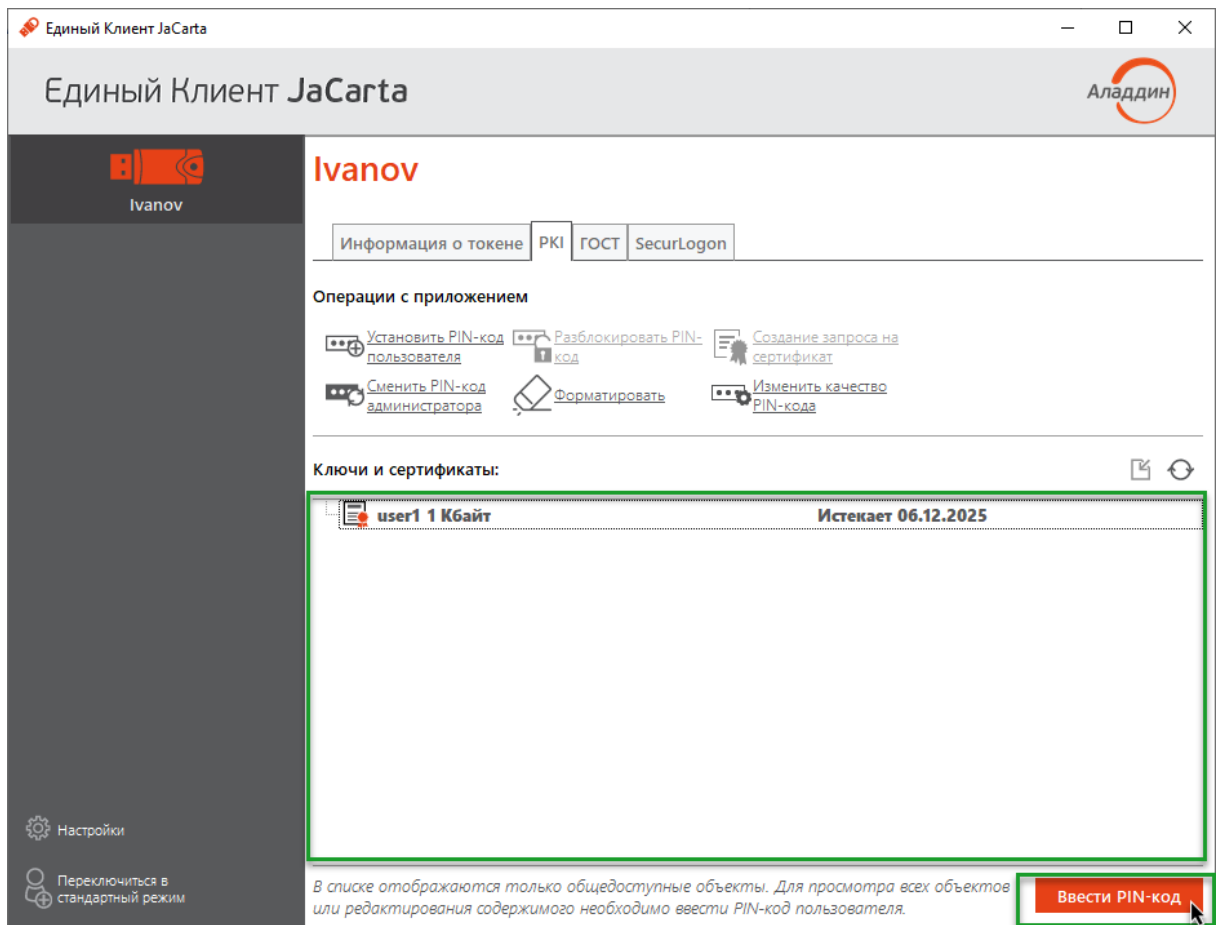 Единый Клиент JaCarta
Единый Клиент JaCarta
Аладдин
Ivanov
Ivanov
Информация о токене PKI ГОСТ SecurLogon
Операции с приложением
Установить PIN-код
пользователя
Разблокировать PIN-
код
Создание запроса на
сертификат
Сменить PIN-код
администратора
Форматировать
Изменить качество
PIN-кода
Ключи и сертификаты:
user1 1 Кбайт Истекает 06.12.2025
Настройки
Переключиться в
стандартный режим
В списке отображаются только общедоступные объекты. Для просмотра всех объектов
или редактирования содержимого необходимо ввести PIN-код пользователя.
Ввести PIN-код